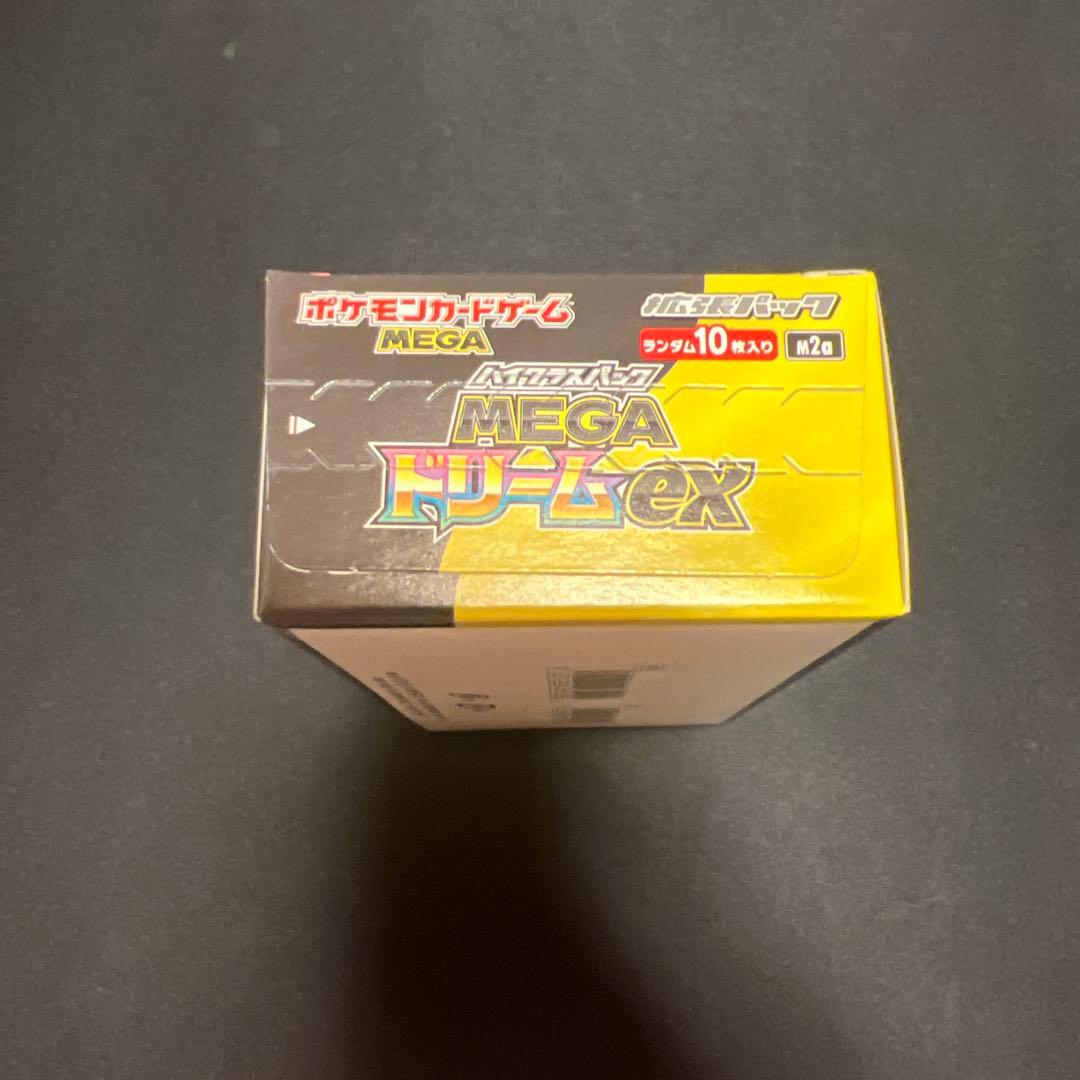 ポケモンカードゲーム
MEGA
拡張パック
ランダム10枚入り
M2a
ハイクラスパック
MEGA
ドリームex